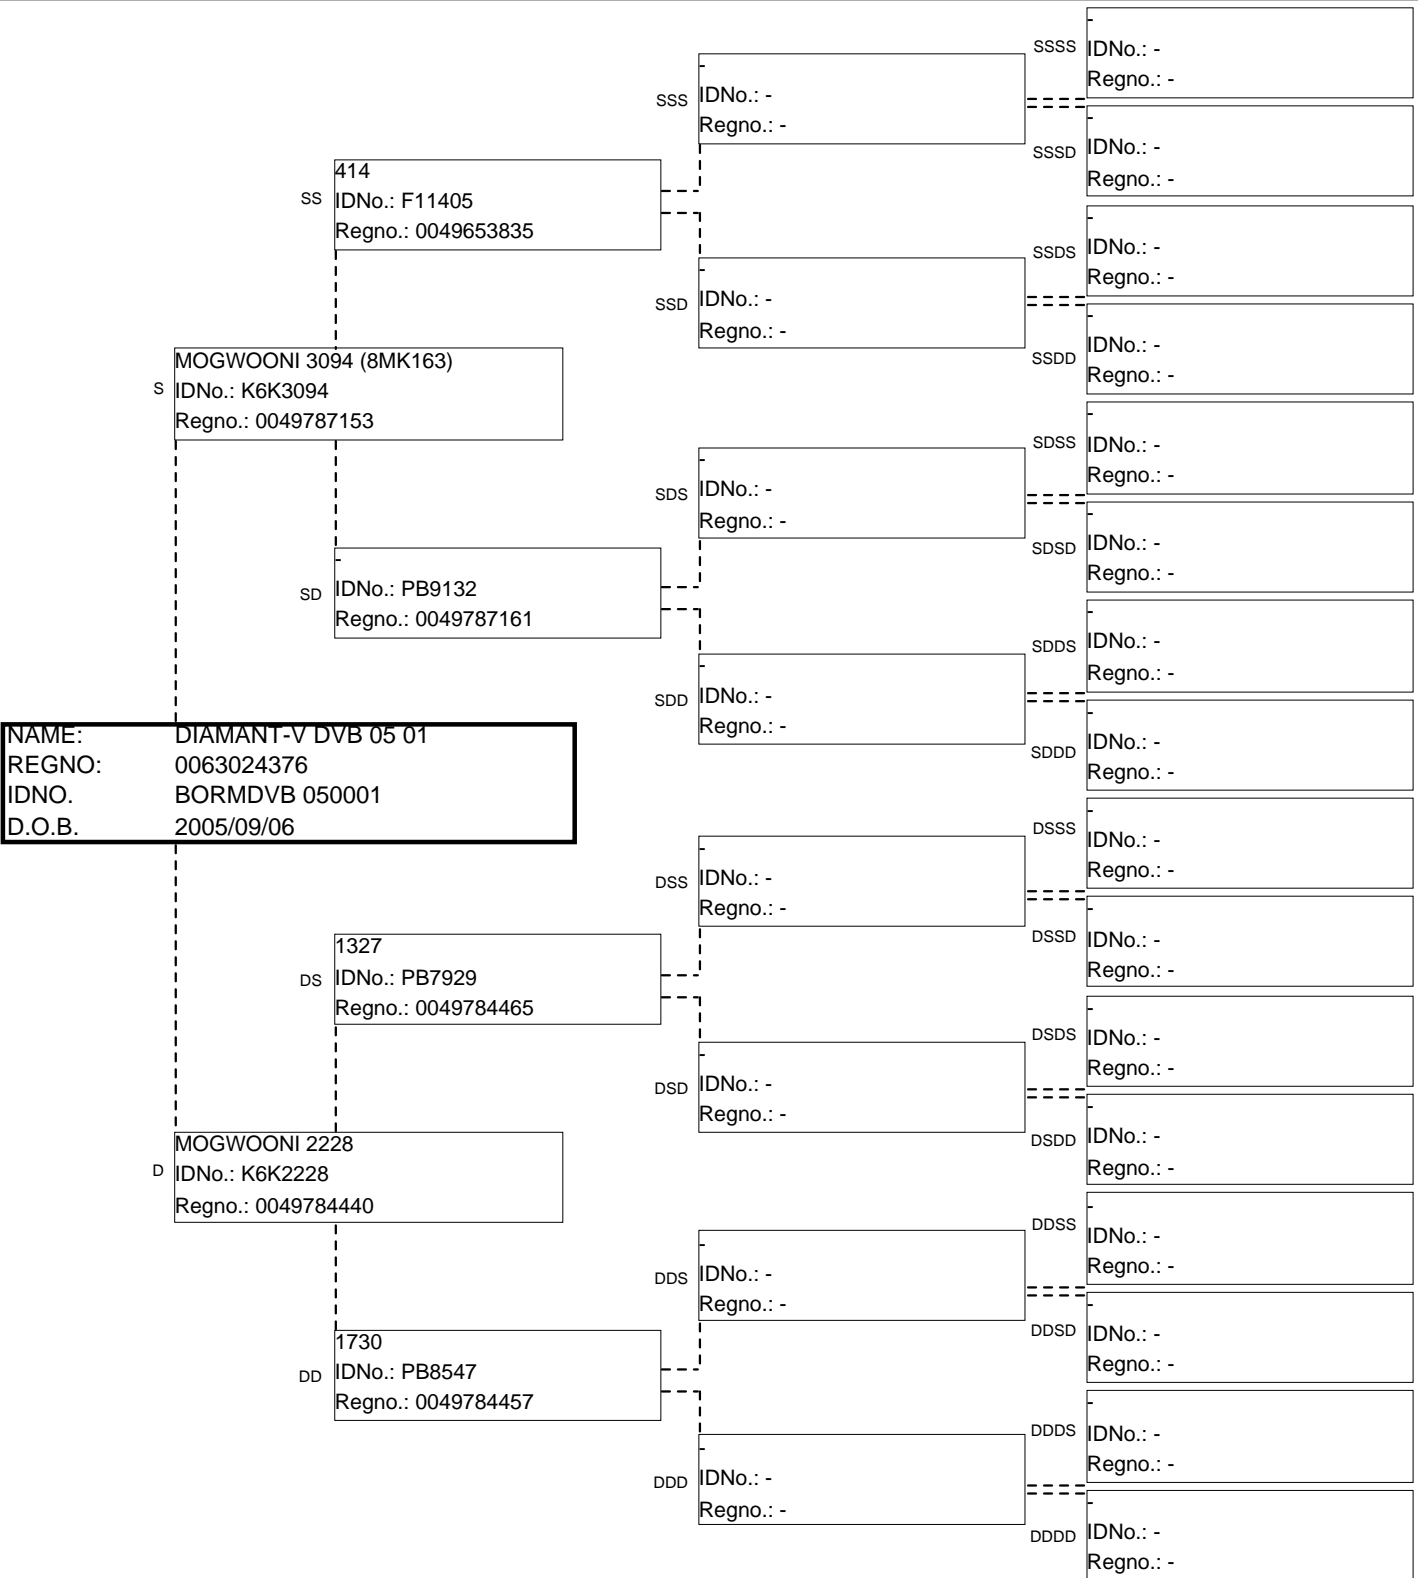 SSSS
-
IDNo.: -
Regno.: -
SSS
-
IDNo.: -
Regno.: -
SSSD
-
IDNo.: -
Regno.: -
SS
414
IDNo.: F11405
Regno.: 0049653835
SSDS
-
IDNo.: -
Regno.: -
SSD
-
IDNo.: -
Regno.: -
SSDD
-
IDNo.: -
Regno.: -
S
MOGWOONI 3094 (8MK163)
IDNo.: K6K3094
Regno.: 0049787153
SDSS
-
IDNo.: -
Regno.: -
SDS
-
IDNo.: -
Regno.: -
SDSD
-
IDNo.: -
Regno.: -
SD
-
IDNo.: PB9132
Regno.: 0049787161
SDDS
-
IDNo.: -
Regno.: -
SDD
-
IDNo.: -
Regno.: -
SDDD
-
IDNo.: -
Regno.: -
NAME: DIAMANT-V DVB 05 01
REGNO: 0063024376
IDNO. BORMDVB 050001
D.O.B. 2005/09/06
DSSS
-
IDNo.: -
Regno.: -
DSS
-
IDNo.: -
Regno.: -
DSSD
-
IDNo.: -
Regno.: -
DS
1327
IDNo.: PB7929
Regno.: 0049784465
DSDS
-
IDNo.: -
Regno.: -
DSD
-
IDNo.: -
Regno.: -
DSDD
-
IDNo.: -
Regno.: -
D
MOGWOONI 2228
IDNo.: K6K2228
Regno.: 0049784440
DDSS
-
IDNo.: -
Regno.: -
DDS
-
IDNo.: -
Regno.: -
DDSD
-
IDNo.: -
Regno.: -
DD
1730
IDNo.: PB8547
Regno.: 0049784457
DDDS
-
IDNo.: -
Regno.: -
DDD
-
IDNo.: -
Regno.: -
DDDD
-
IDNo.: -
Regno.: -